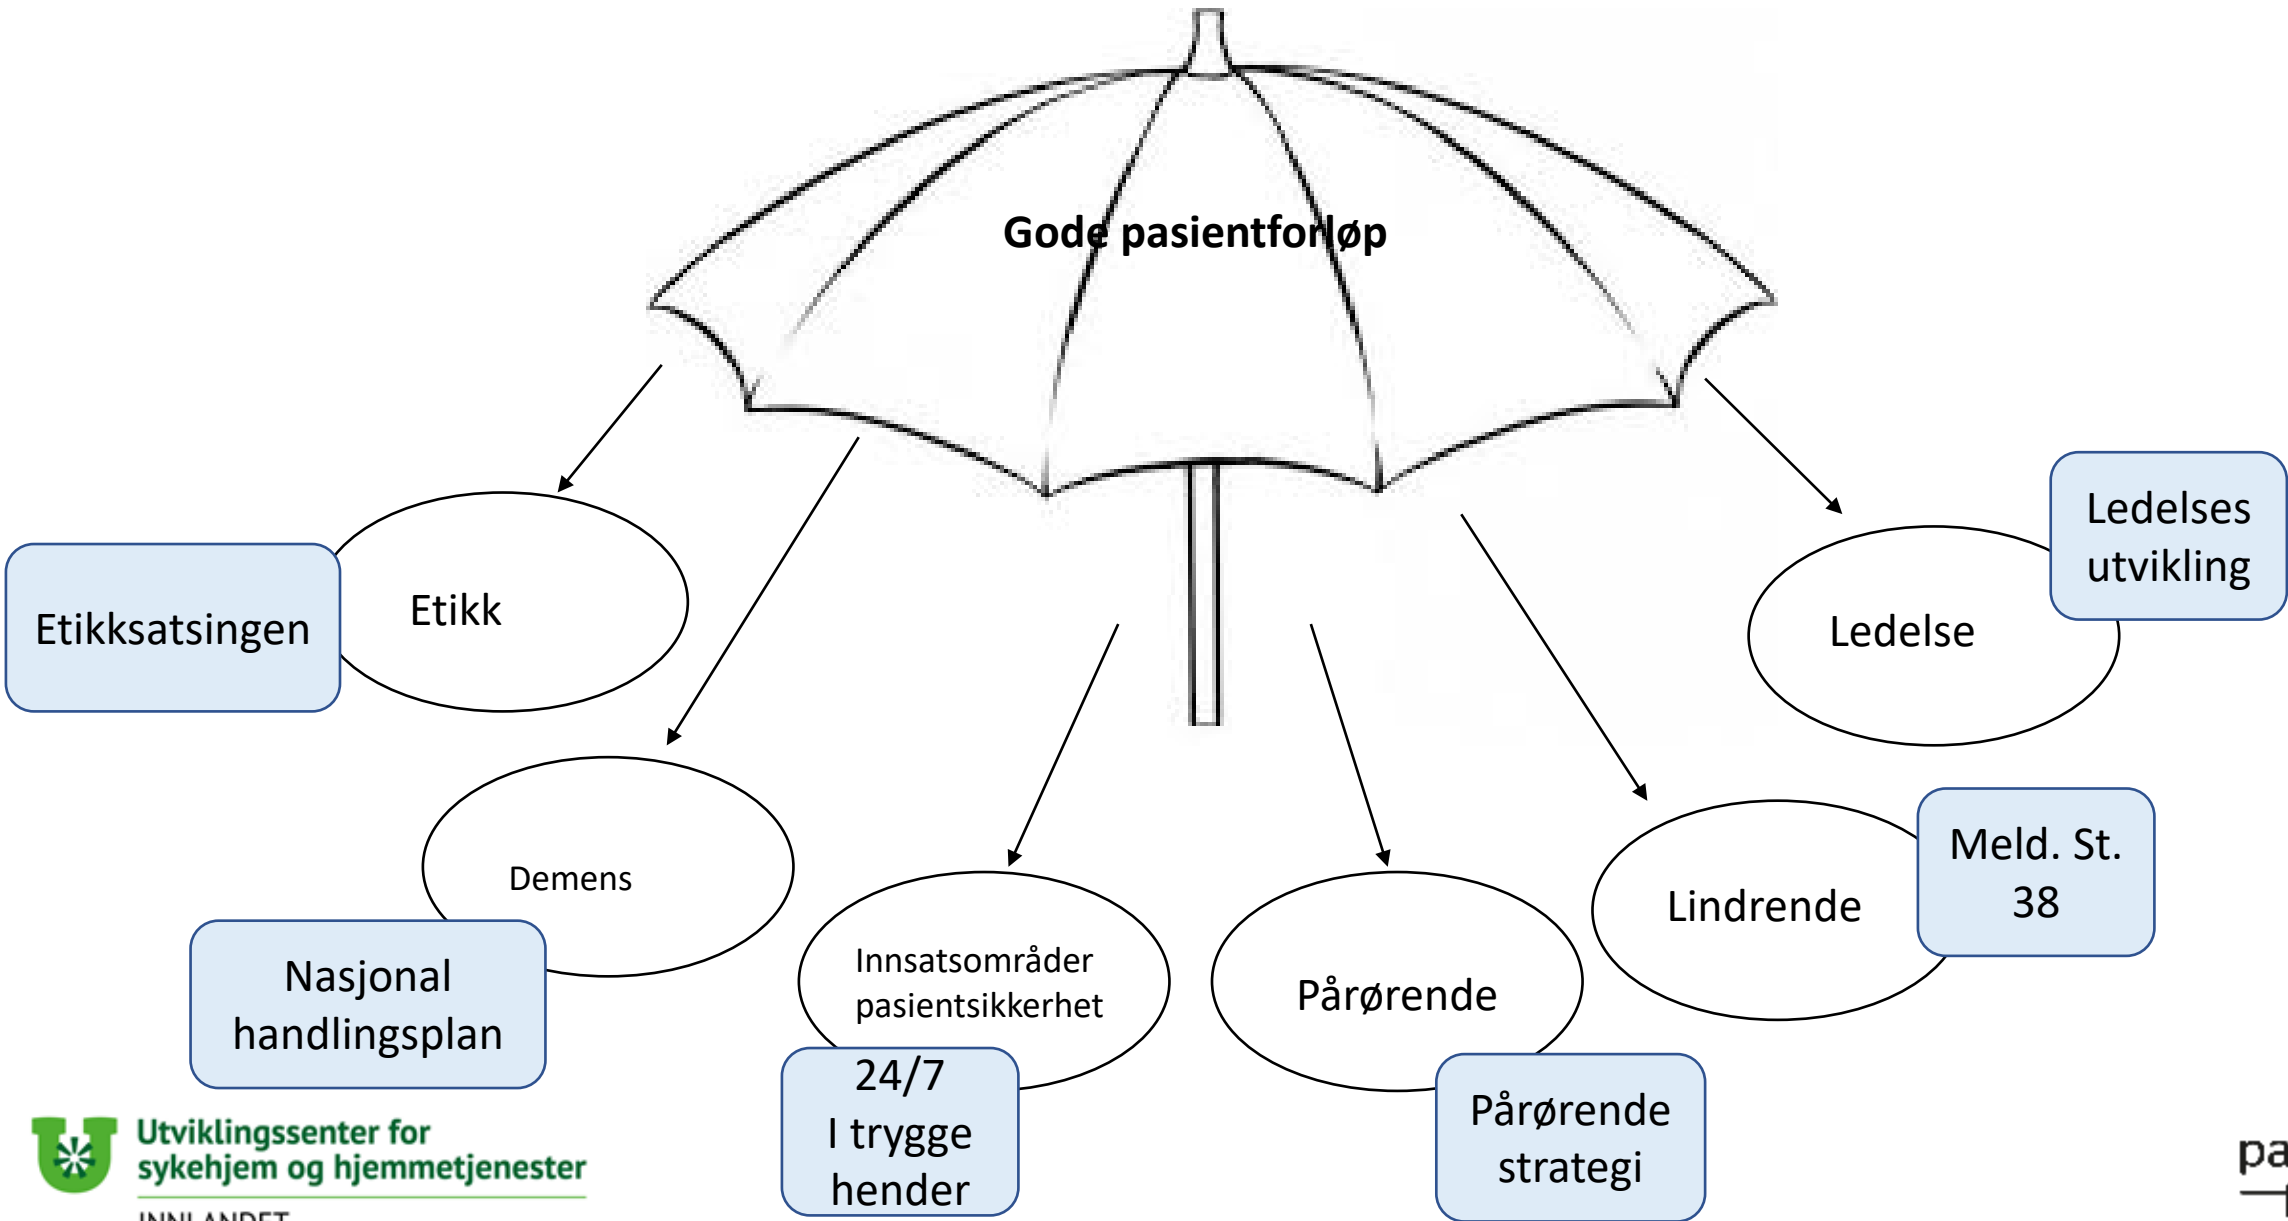 Gode pasientforløp
Etikksatsingen
Etikk
Ledelses
utvikling
Ledelse
Demens
Nasjonal
handlingsplan
Innsatsområder
pasientsikkerhet
24/7
I trygge
hender
Pårørende
Pårørende
strategi
Lindrende
Meld. St.
38
Utviklingssenter for
sykehjem og hjemmetjenester
INNLANDET